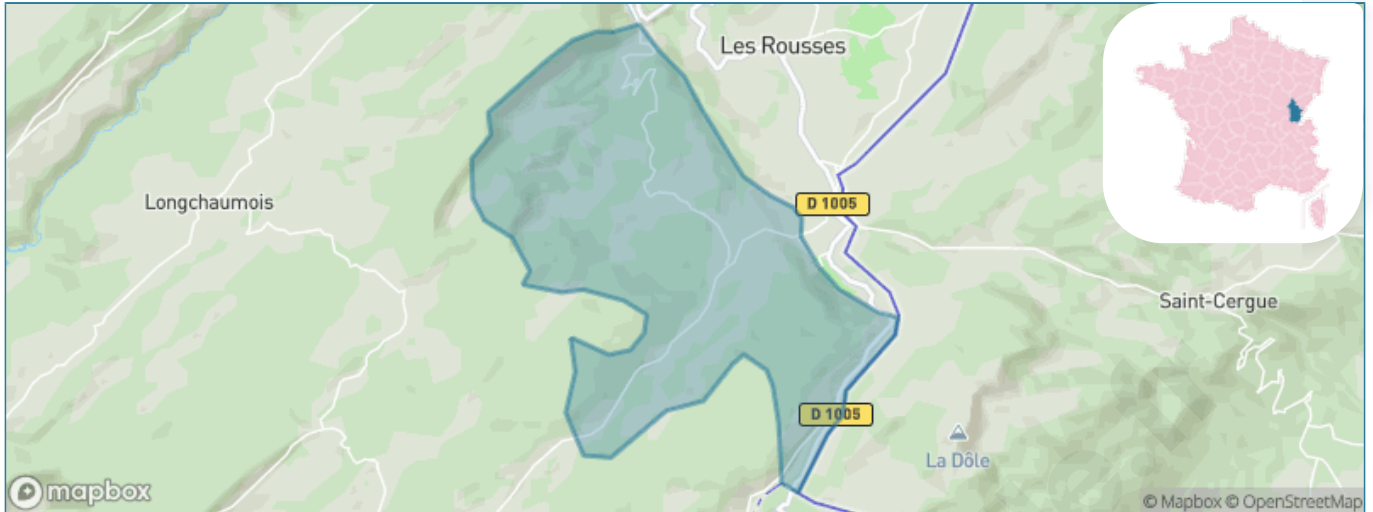 Les Rousses
D 1005
Longchaumois
Saint-Cergue
D 1005
La Dôle
mapbox
© Mapbox © OpenStreetMap